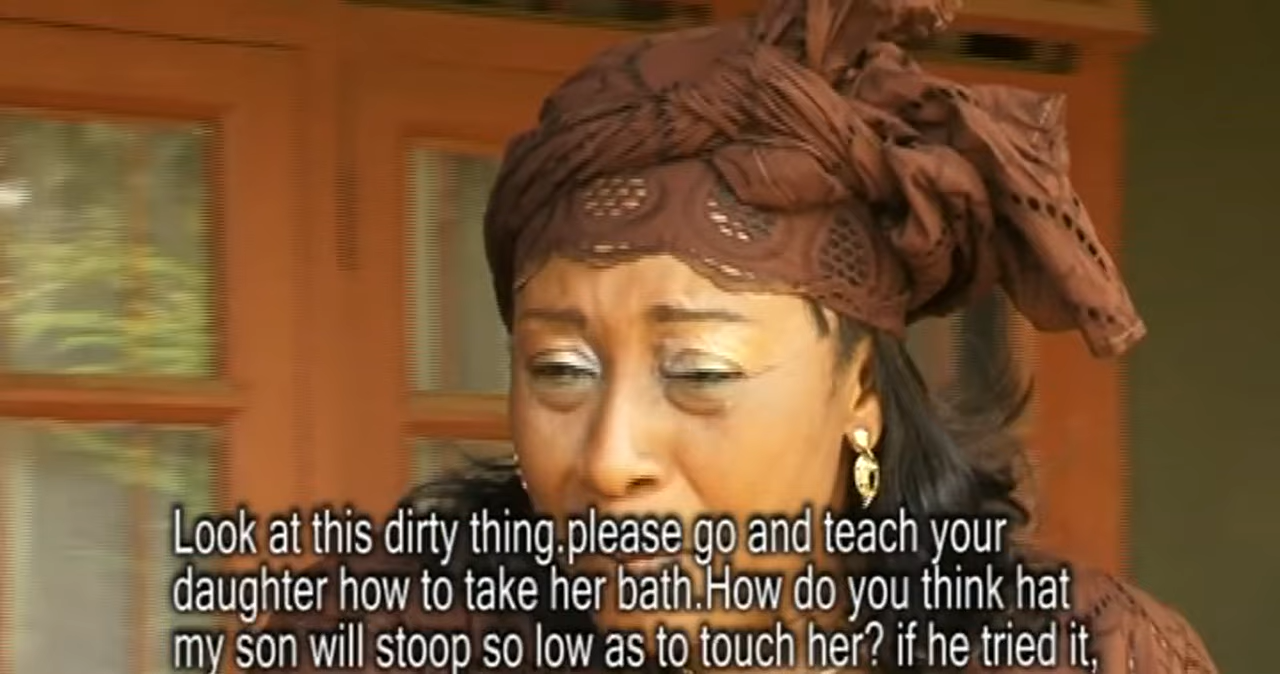 Look at this dirty thing.please go and teach your
daughter how to take her bath.How do you think hat
my son will stoop so low as to touch her? if he tried it,